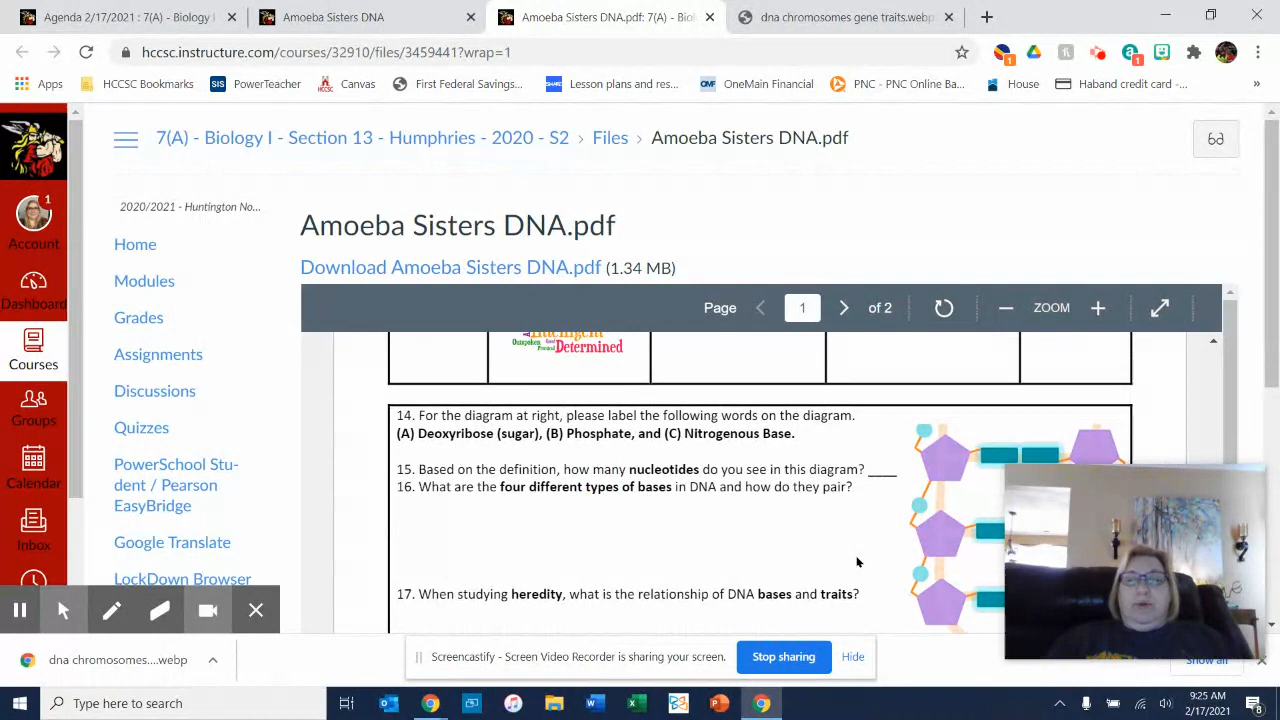 Agenda 2/17/2021 : 7(A) - Biology I
Amoeba Sisters DNA
Amoeba Sisters DNA.pdf: 7(A) - Bio
dna chromosomes gene traits.webp
hccsc.instructure.com/courses/32910/files/3459441?wrap=1
Apps
HCCSC Bookmarks
SIS
PowerTeacher
HCCSC
Canvas
First Federal Savings...
Lesson plans and res...
OMF
OneMain Financial
PNC - PNC Online Ba...
House
Haband credit card -...
7(A) - Biology I - Section 13 - Humphries - 2020 - S2 › Files › Amoeba Sisters DNA.pdf
1
Account
Dashboard
Courses
Groups
Calendar
Inbox
2020/2021 - Huntington No...
Home
Modules
Grades
Assignments
Discussions
Quizzes
PowerSchool Stu-
dent / Pearson
EasyBridge
Google Translate
LockDown Browser
Amoeba Sisters DNA.pdf
Download Amoeba Sisters DNA.pdf (1.34 MB)
Page 1 of 2
ZOOM
Intelligent
Outspoken
Determined
14. For the diagram at right, please label the following words on the diagram.
(A) Deoxyribose (sugar), (B) Phosphate, and (C) Nitrogenous Base.
15. Based on the definition, how many nucleotides do you see in this diagram? ____
16. What are the four different types of bases in DNA and how do they pair?
17. When studying heredity, what is the relationship of DNA bases and traits?
dna chromosomes....webp
Screencastify - Screen Video Recorder is sharing your screen.
Stop sharing
Hide
Show all
Type here to search
9:25 AM
2/17/2021
8